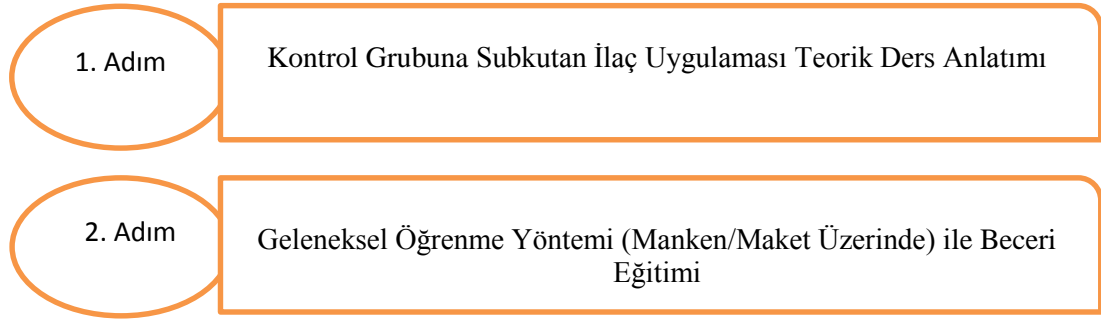 1. Adım
Kontrol Grubuna Subkutan İlaç Uygulaması Teorik Ders Anlatımı
2. Adım
Geleneksel Öğrenme Yöntemi (Manken/Maket Üzerinde) ile Beceri
Eğitimi